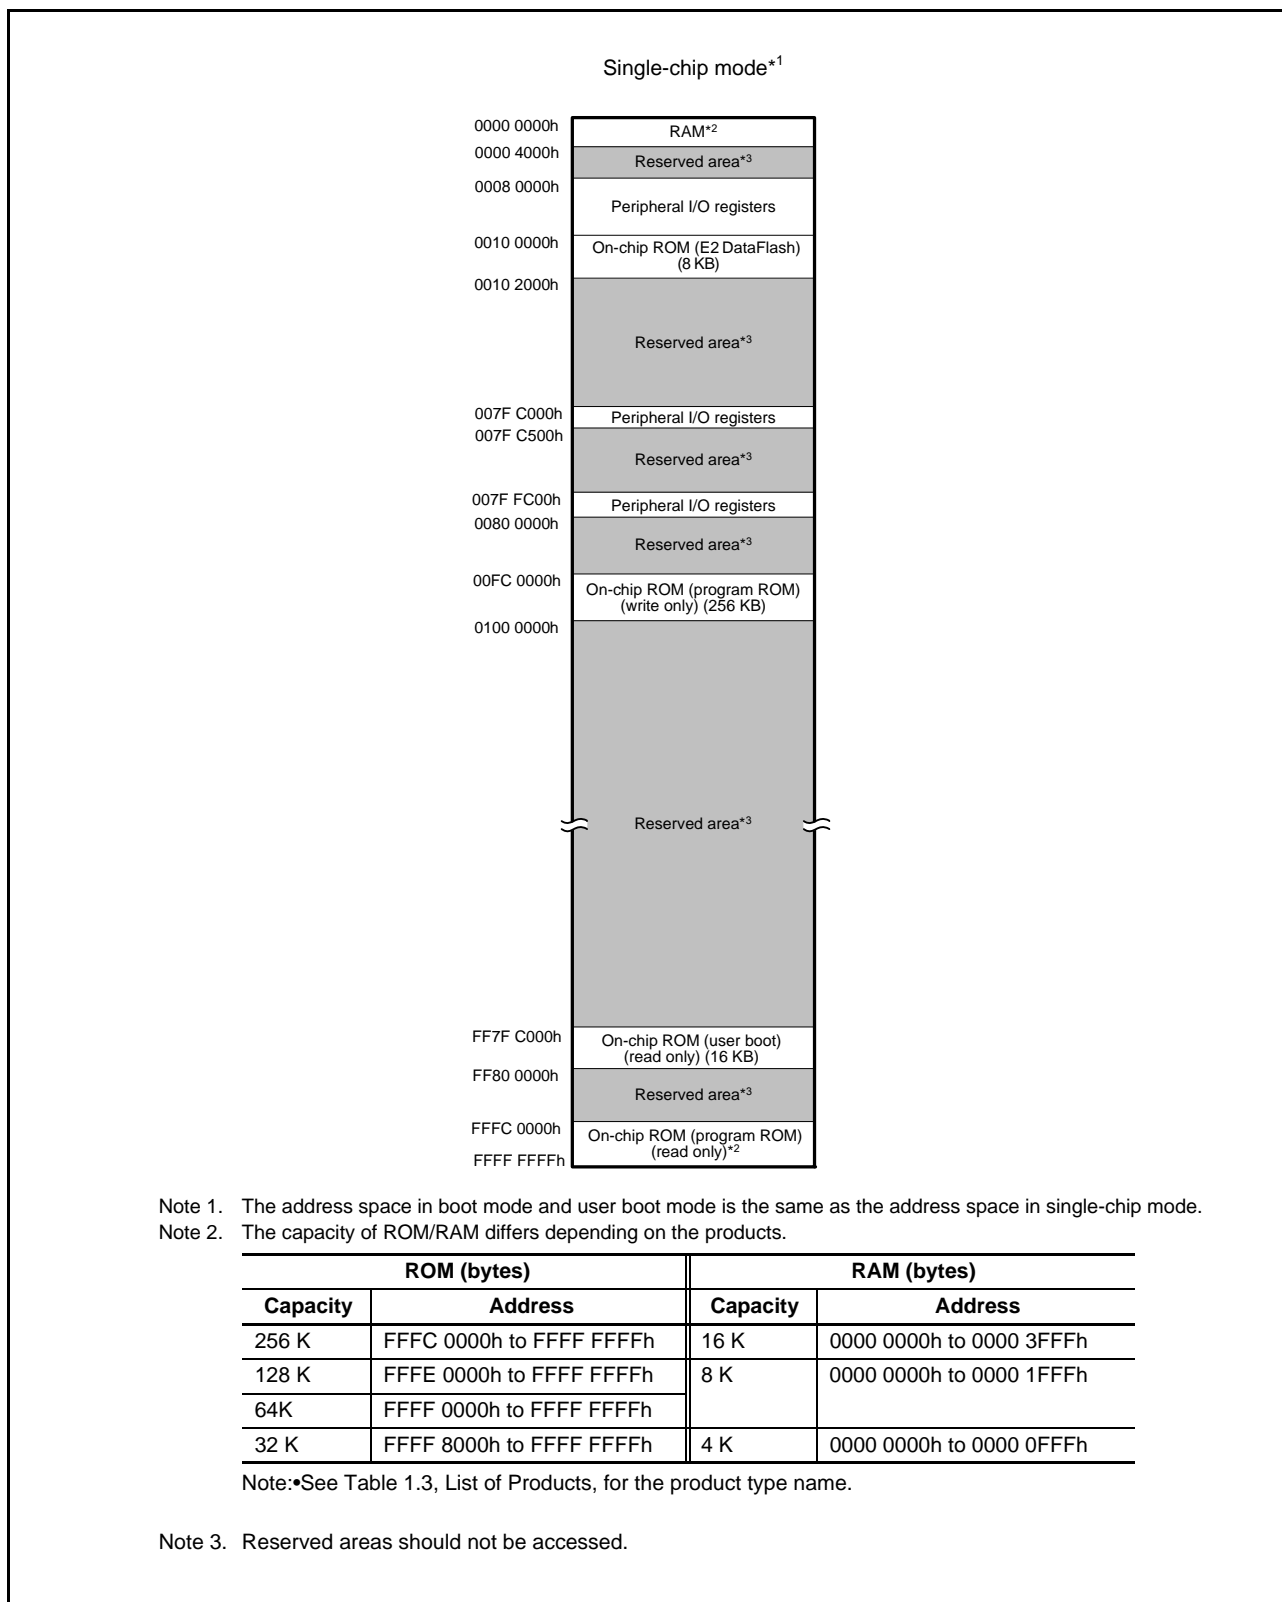 Single-chip mode*1
0000 0000h
RAM*2
0000 4000h
Reserved area*3
0008 0000h
Peripheral I/O registers
0010 0000h
On-chip ROM (E2 DataFlash)
(8 KB)
0010 2000h
Reserved area*3
007F C000h
Peripheral I/O registers
007F C500h
Reserved area*3
007F FC00h
Peripheral I/O registers
0080 0000h
Reserved area*3
00FC 0000h
On-chip ROM (program ROM)
(write only) (256 KB)
0100 0000h
Reserved area*3
FF7F C000h
On-chip ROM (user boot)
(read only) (16 KB)
FF80 0000h
Reserved area*3
FFFC 0000h
On-chip ROM (program ROM)
(read only)*2
FFFF FFFFh
Note 1. The address space in boot mode and user boot mode is the same as the address space in single-chip mode.
Note 2. The capacity of ROM/RAM differs depending on the products.
ROM (bytes) RAM (bytes)
Capacity Address Capacity Address
256 K FFFC 0000h to FFFF FFFFh 16 K 0000 0000h to 0000 3FFFh
128 K FFFE 0000h to FFFF FFFFh 8 K 0000 0000h to 0000 1FFFh
64K FFFF 0000h to FFFF FFFFh
32 K FFFF 8000h to FFFF FFFFh 4 K 0000 0000h to 0000 0FFFh
Note:•See Table 1.3, List of Products, for the product type name.
Note 3. Reserved areas should not be accessed.